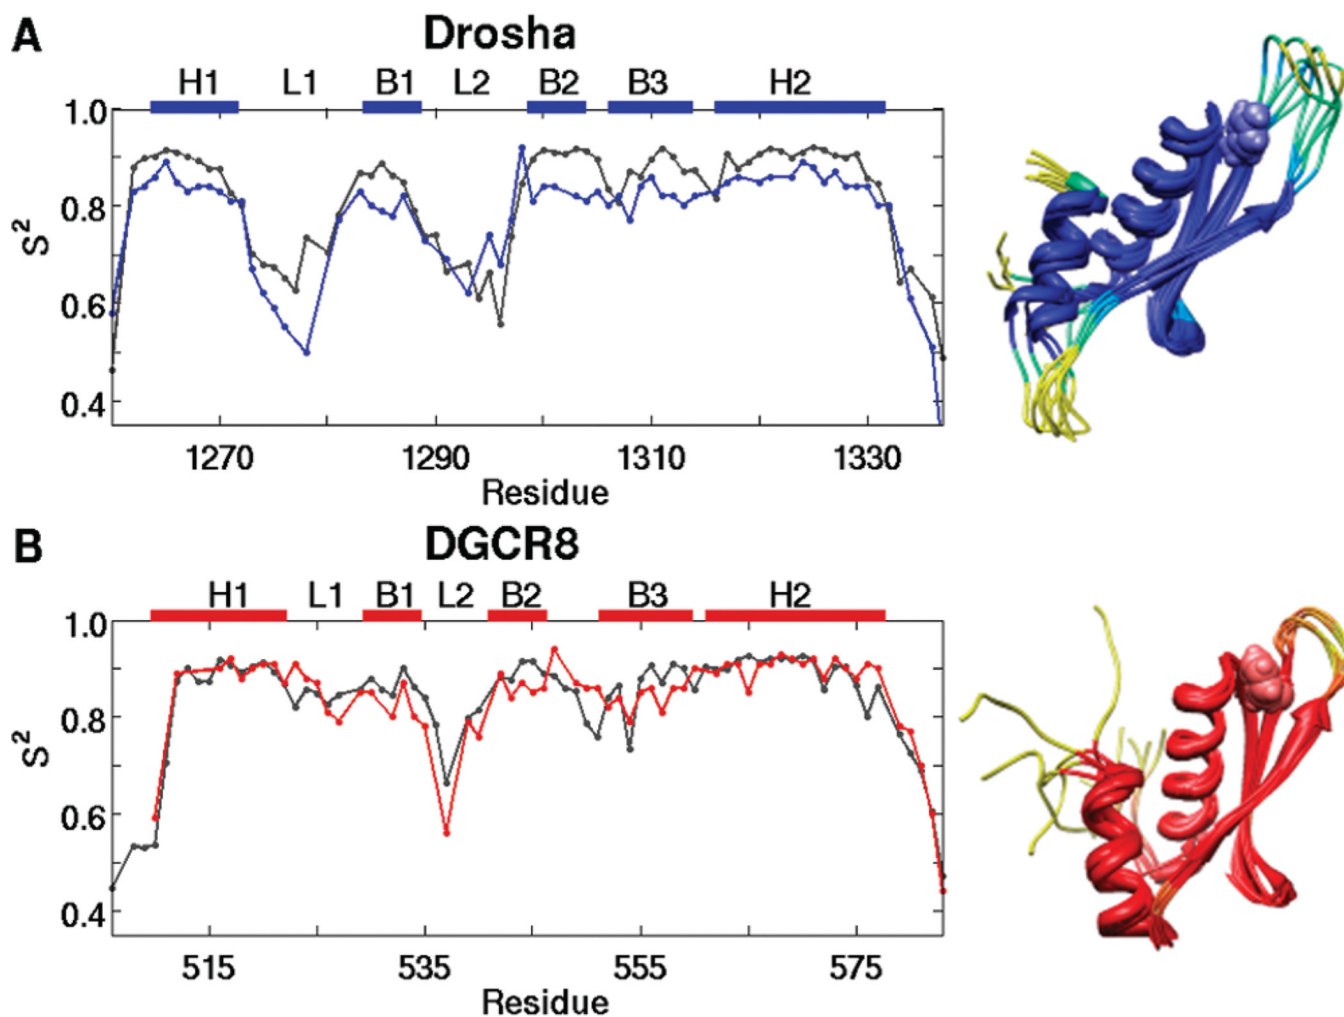 A
Drosha
H1 L1 B1 L2 B2 B3 H2
1.0
0.8
0.6
0.4
S²
1270 1290 1310 1330
Residue
B
DGCR8
H1 L1 B1 L2 B2 B3 H2
1.0
0.8
0.6
0.4
S²
515 535 555 575
Residue